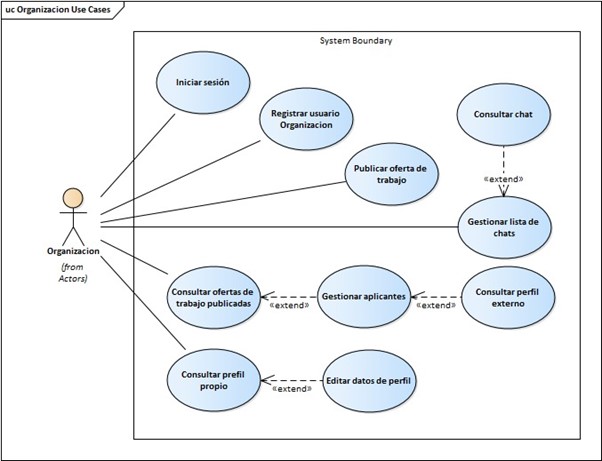 uc Organizacion Use Cases
System Boundary
Iniciar sesión
Registrar usuario
Organizacion
Consultar chat
Publicar oferta de
trabajo
«extend»
Organizacion
(from
Actors)
Gestionar lista de
chats
Consultar ofertas de
trabajo publicadas
«extend»
Gestionar aplicantes
«extend»
Consultar perfil
externo
Consultar prefil
propio
«extend»
Editar datos de perfil